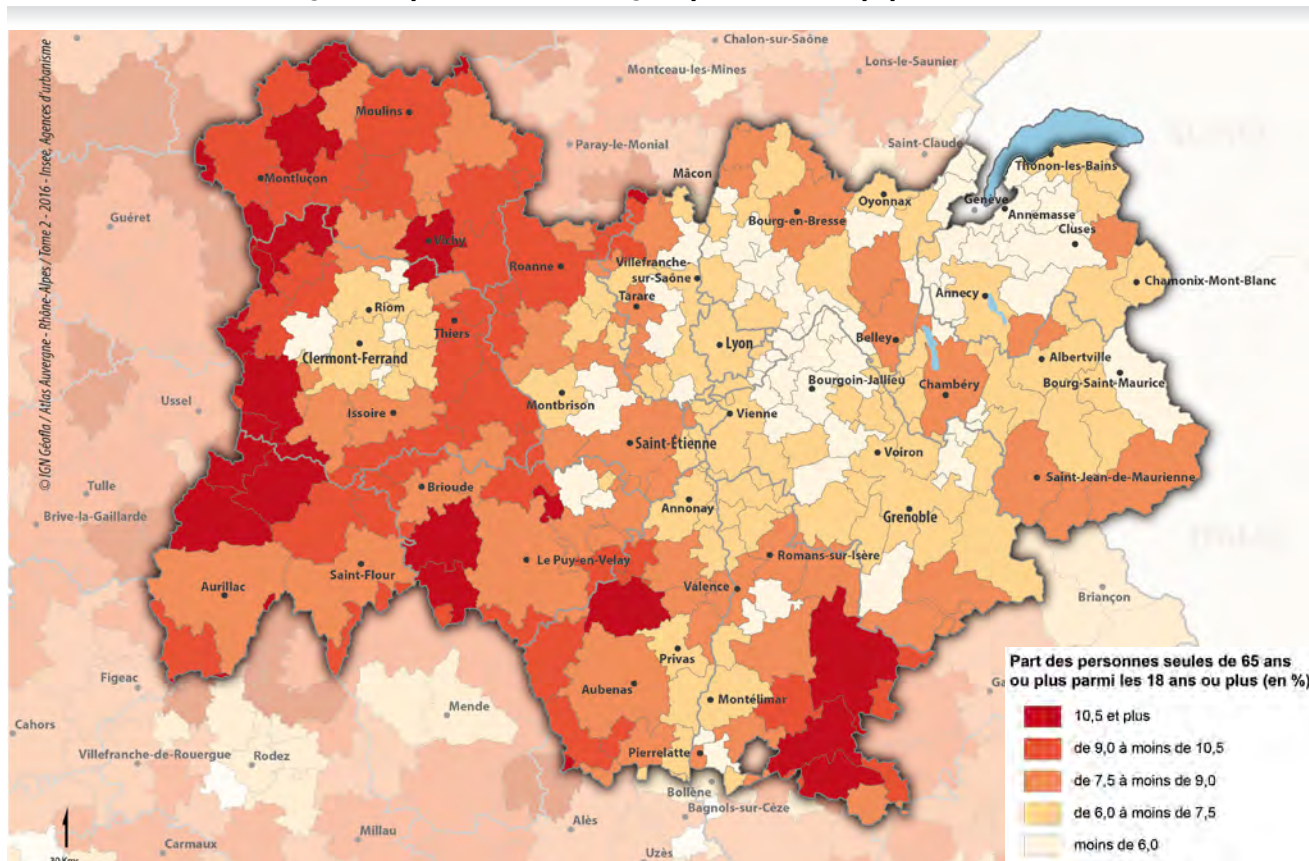 © IGN Géofla / Atlas Auvergne - Rhône-Alpes / Tome 2 - 2016 - Insee, Agences d'urbanisme
Chalon-sur-Saône
Lons-le-Saunier
Montceau-les-Mines
Moulins
Paray-le-Monial
Saint-Claude
Mâcon
Thonon-les-Bains
Montluçon
Oyonnax
Genève
Annemasse
Guéret
Bourg-en-Bresse
Cluses
Vichy
Roanne
Villefranche-
sur-Saône
Tarare
Annecy
Chamonix-Mont-Blanc
Riom
Thiers
Belley
Clermont-Ferrand
Lyon
Albertville
Bourg-Saint-Maurice
Bourgoin-Jallieu
Chambéry
Ussel
Issoire
Montbrison
Vienne
Saint-Étienne
Voiron
Saint-Jean-de-Maurienne
Tulle
Brioude
Brive-la-Gaillarde
Annonay
Grenoble
Le Puy-en-Velay
Romans-sur-Isère
Saint-Flour
Aurillac
Valence
Briançon
Privas
Figeac
Aubenas
Montélimar
Mende
Cahors
Pierrelatte
Villefranche-de-Rouergue
Rodez
Bollène
Bagnols-sur-Cèze
Millau
Alès
Carmaux
Uzès
Part des personnes seules de 65 ans
ou plus parmi les 18 ans ou plus (en %)
10,5 et plus
de 9,0 à moins de 10,5
de 7,5 à moins de 9,0
de 6,0 à moins de 7,5
moins de 6,0